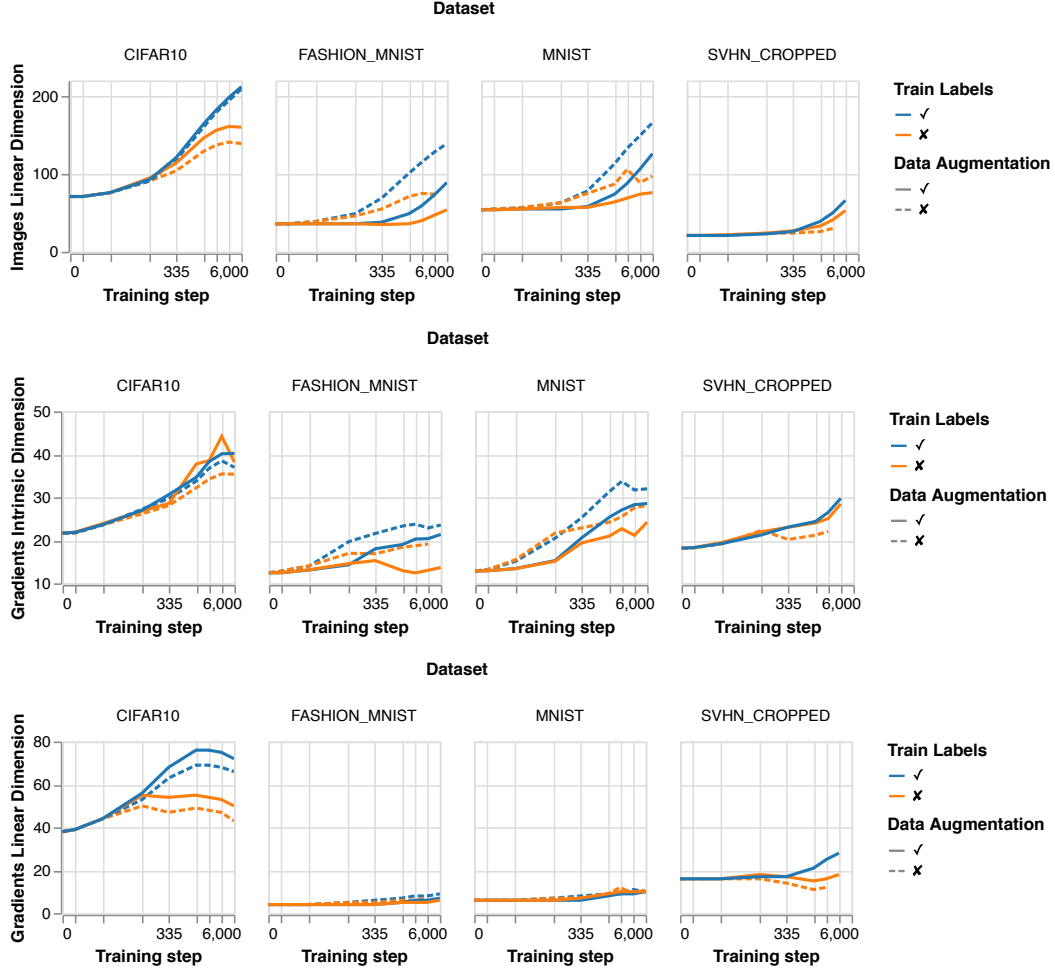 Dataset
CIFAR10 FASHION_MNIST MNIST SVHN_CROPPED
Images Linear Dimension
200
100
0
0 335 6,000 0 335 6,000 0 335 6,000 0 335 6,000
Training step Training step Training step Training step
Train Labels
✓
✘
Data Augmentation
✓
✘
Dataset
CIFAR10 FASHION_MNIST MNIST SVHN_CROPPED
Gradients Intrinsic Dimension
50
40
30
20
10
0 335 6,000 0 335 6,000 0 335 6,000 0 335 6,000
Training step Training step Training step Training step
Train Labels
✓
✘
Data Augmentation
✓
✘
Dataset
CIFAR10 FASHION_MNIST MNIST SVHN_CROPPED
Gradients Linear Dimension
80
60
40
20
0
0 335 6,000 0 335 6,000 0 335 6,000 0 335 6,000
Training step Training step Training step Training step
Train Labels
✓
✘
Data Augmentation
✓
✘